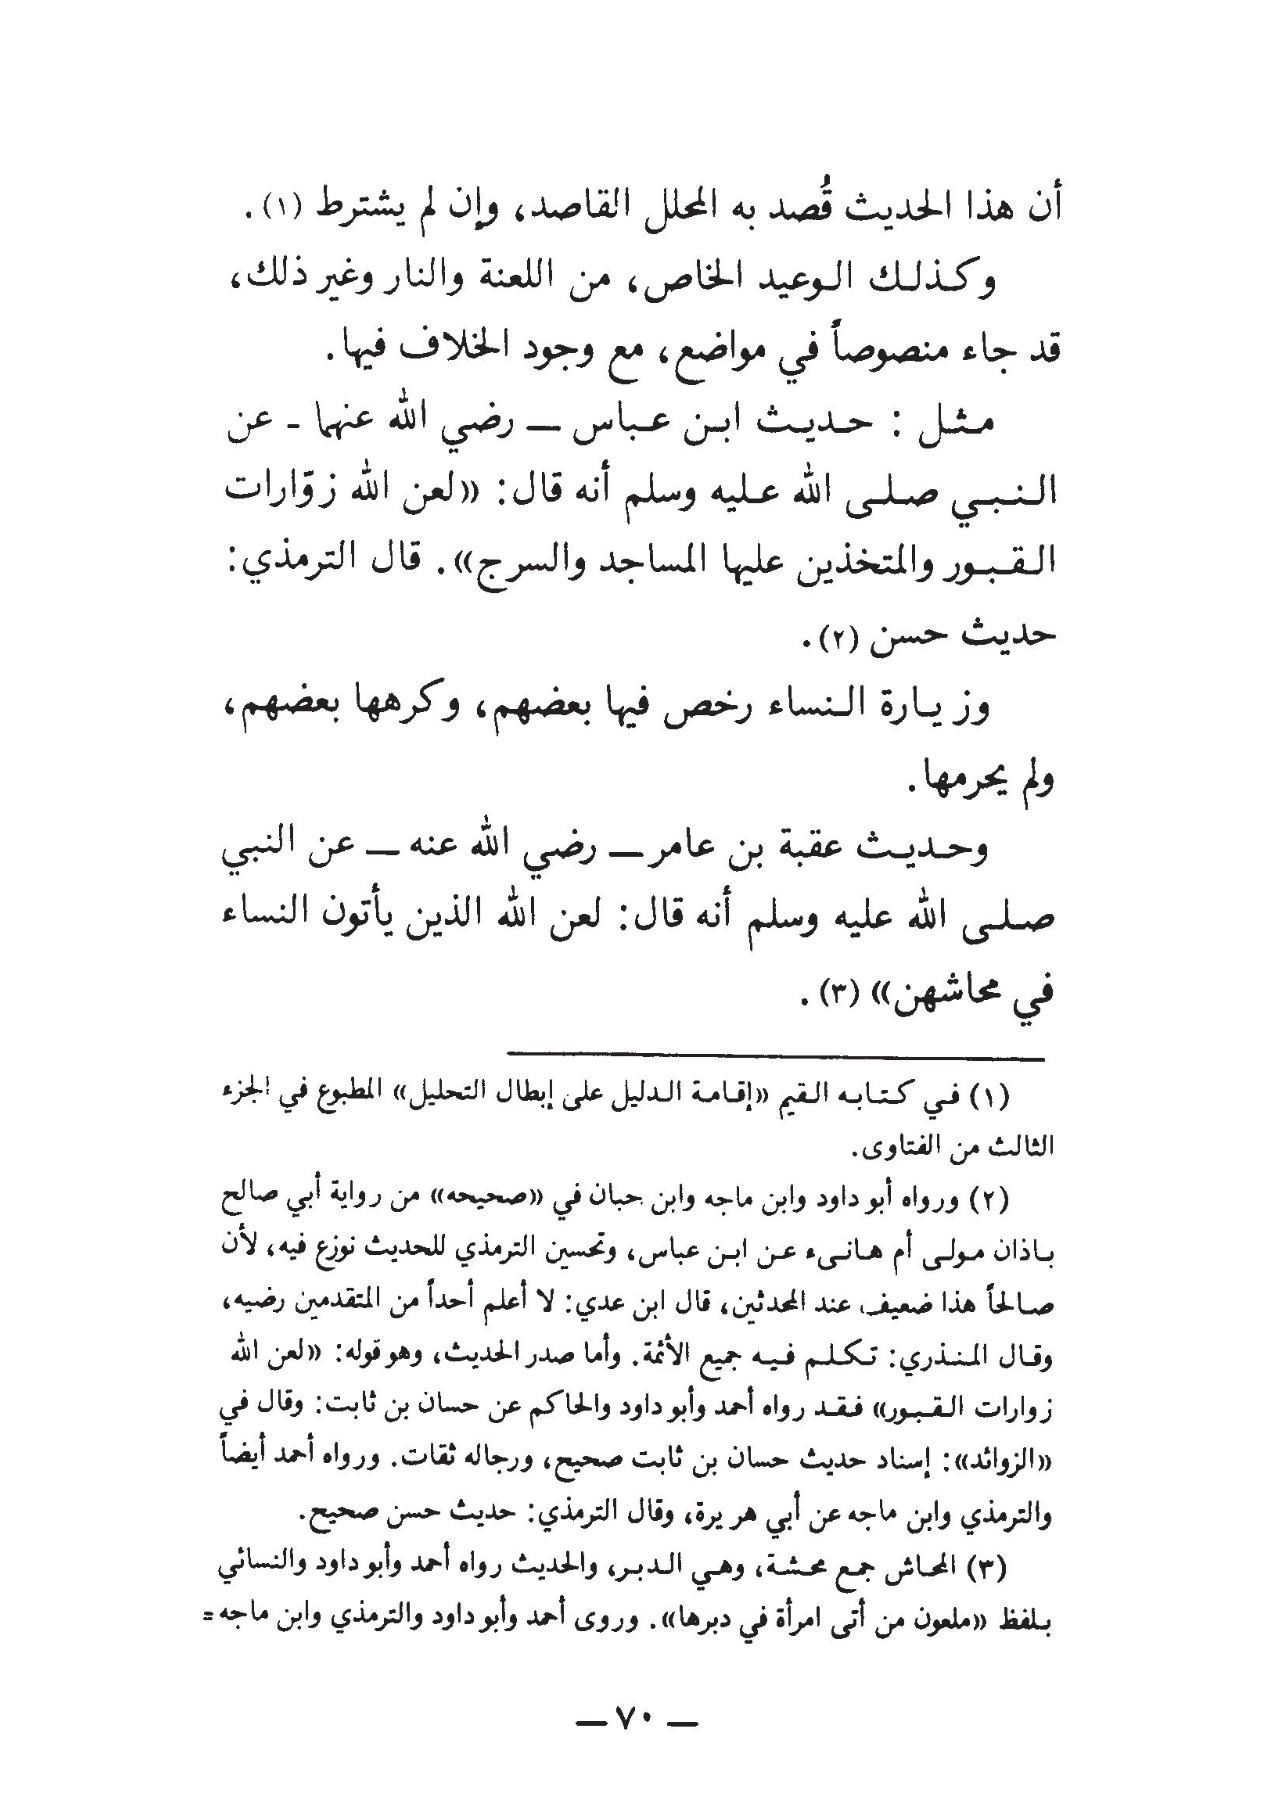 أن هذا الحديث قُصد به المحلل القاصد، وإن لم يشترط (١).
وكذلك الوعيد الخاص، من اللعنة والنار وغير ذلك،
قد جاء منصوصاً في مواضع، مع وجود الخلاف فيها.
مثل : حديث ابن عباس — رضي الله عنهما - عن
النبي صلى الله عليه وسلم أنه قال: «لعن الله زوّارات
القبور والمتخذين عليها المساجد والسرج». قال الترمذي:
حديث حسن (٢).
وزيارة النساء رخص فيها بعضهم، وكرهها بعضهم،
ولم يحرمها.
وحديث عقبة بن عامر — رضي الله عنه — عن النبي
صلى الله عليه وسلم أنه قال: لعن الله الذين يأتون النساء
في محاشهن» (٣).
(١) في كتابه القيم «إقامة الدليل على إبطال التحليل» المطبوع في الجزء
الثالث من الفتاوى.
(٢) ورواه أبو داود وابن ماجه وابن حبان في «صحيحه» من رواية أبي صالح
باذان مولى أم هانىء عن ابن عباس، وتحسين الترمذي للحديث نوزع فيه، لأن
صالحاً هذا ضعيف عند المحدثين، قال ابن عدي: لا أعلم أحداً من المتقدمين رضيه،
وقال المنذري: تكلم فيه جميع الأئمة. وأما صدر الحديث، وهو قوله: «لعن الله
زوارات القبور» فقد رواه أحمد وأبو داود والحاكم عن حسان بن ثابت: وقال في
«الزوائد»: إسناد حديث حسان بن ثابت صحيح، ورجاله ثقات. ورواه أحمد أيضاً
والترمذي وابن ماجه عن أبي هريرة، وقال الترمذي: حديث حسن صحيح.
(٣) المحاش جمع محشة، وهي الدبر، والحديث رواه أحمد وأبو داود والنسائي
بلفظ «ملعون من أتى امرأة في دبرها». وروى أحمد وأبو داود والترمذي وابن ماجه =
— ٧٠ —